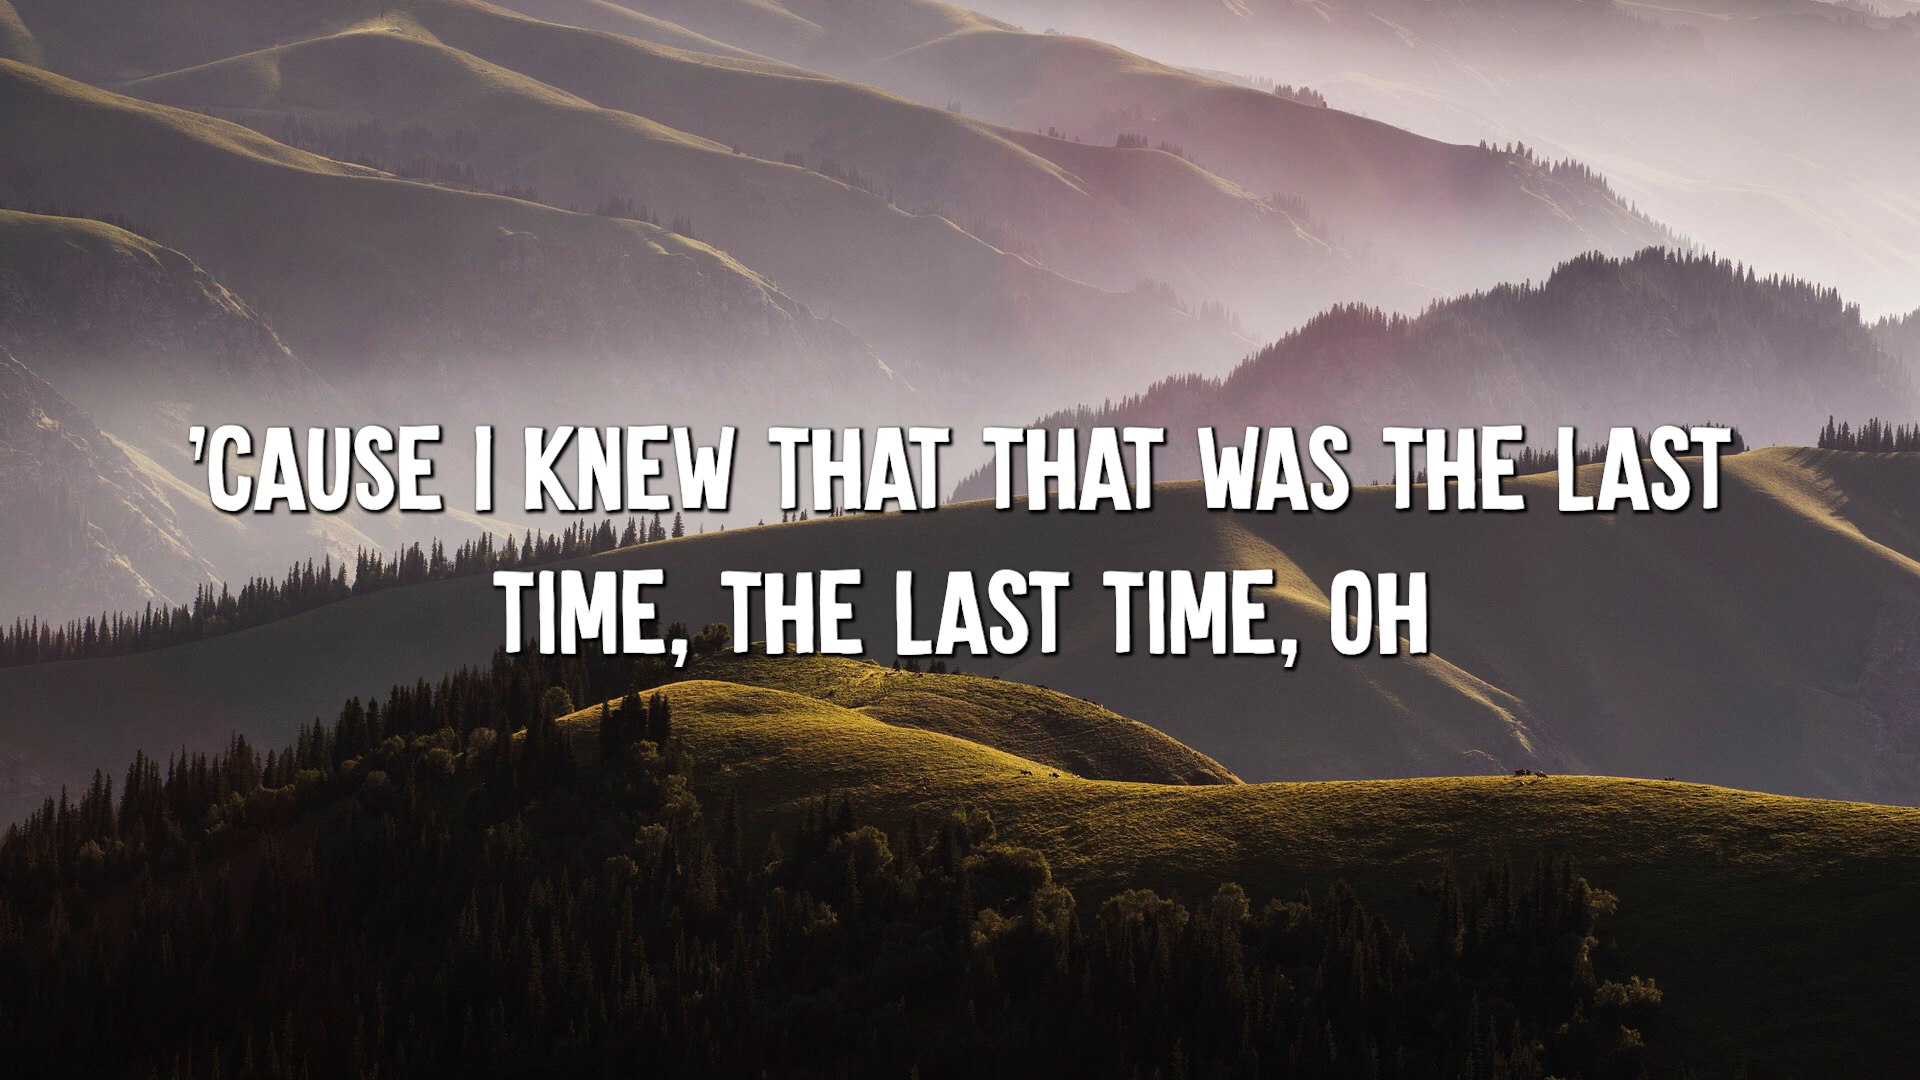 'CAUSE I KNEW THAT THAT WAS THE LAST
TIME, THE LAST TIME, OH